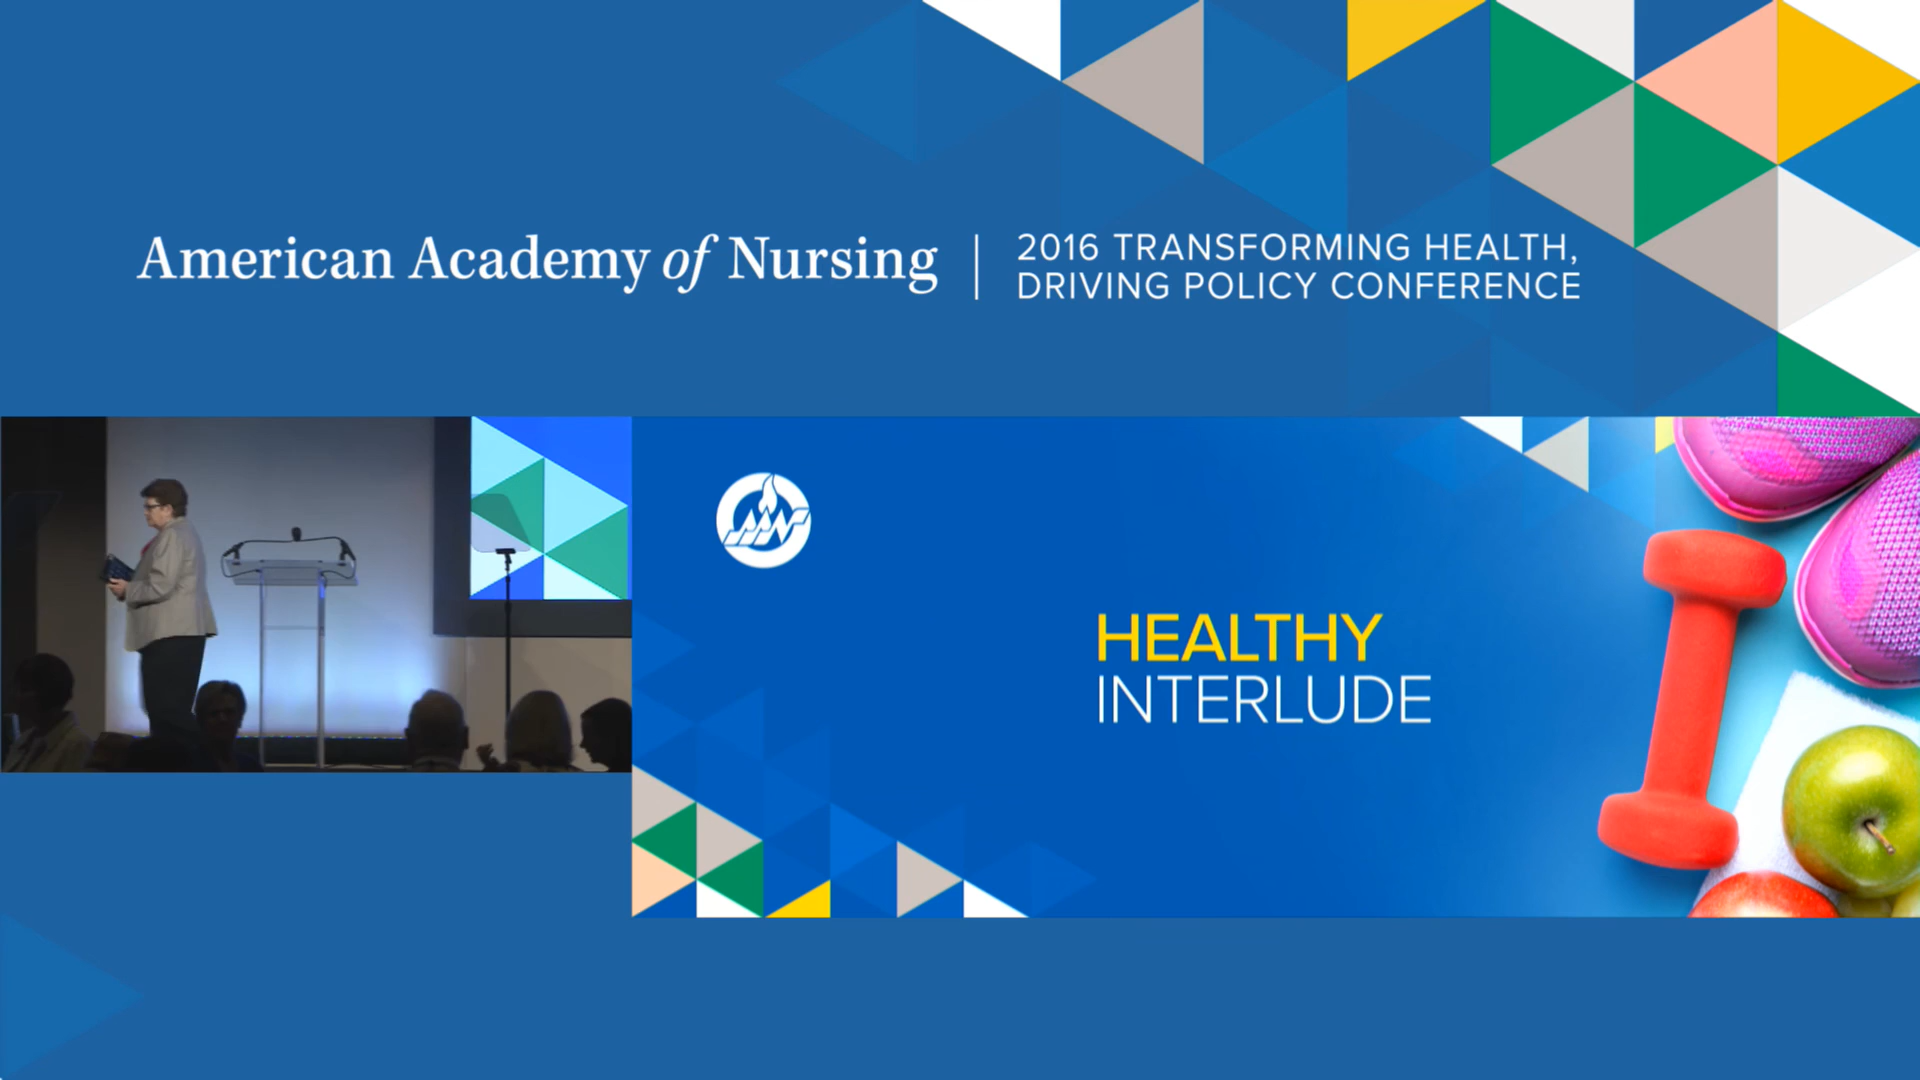 American Academy of Nursing
2016 TRANSFORMING HEALTH,
DRIVING POLICY CONFERENCE
HEALTHY
INTERLUDE